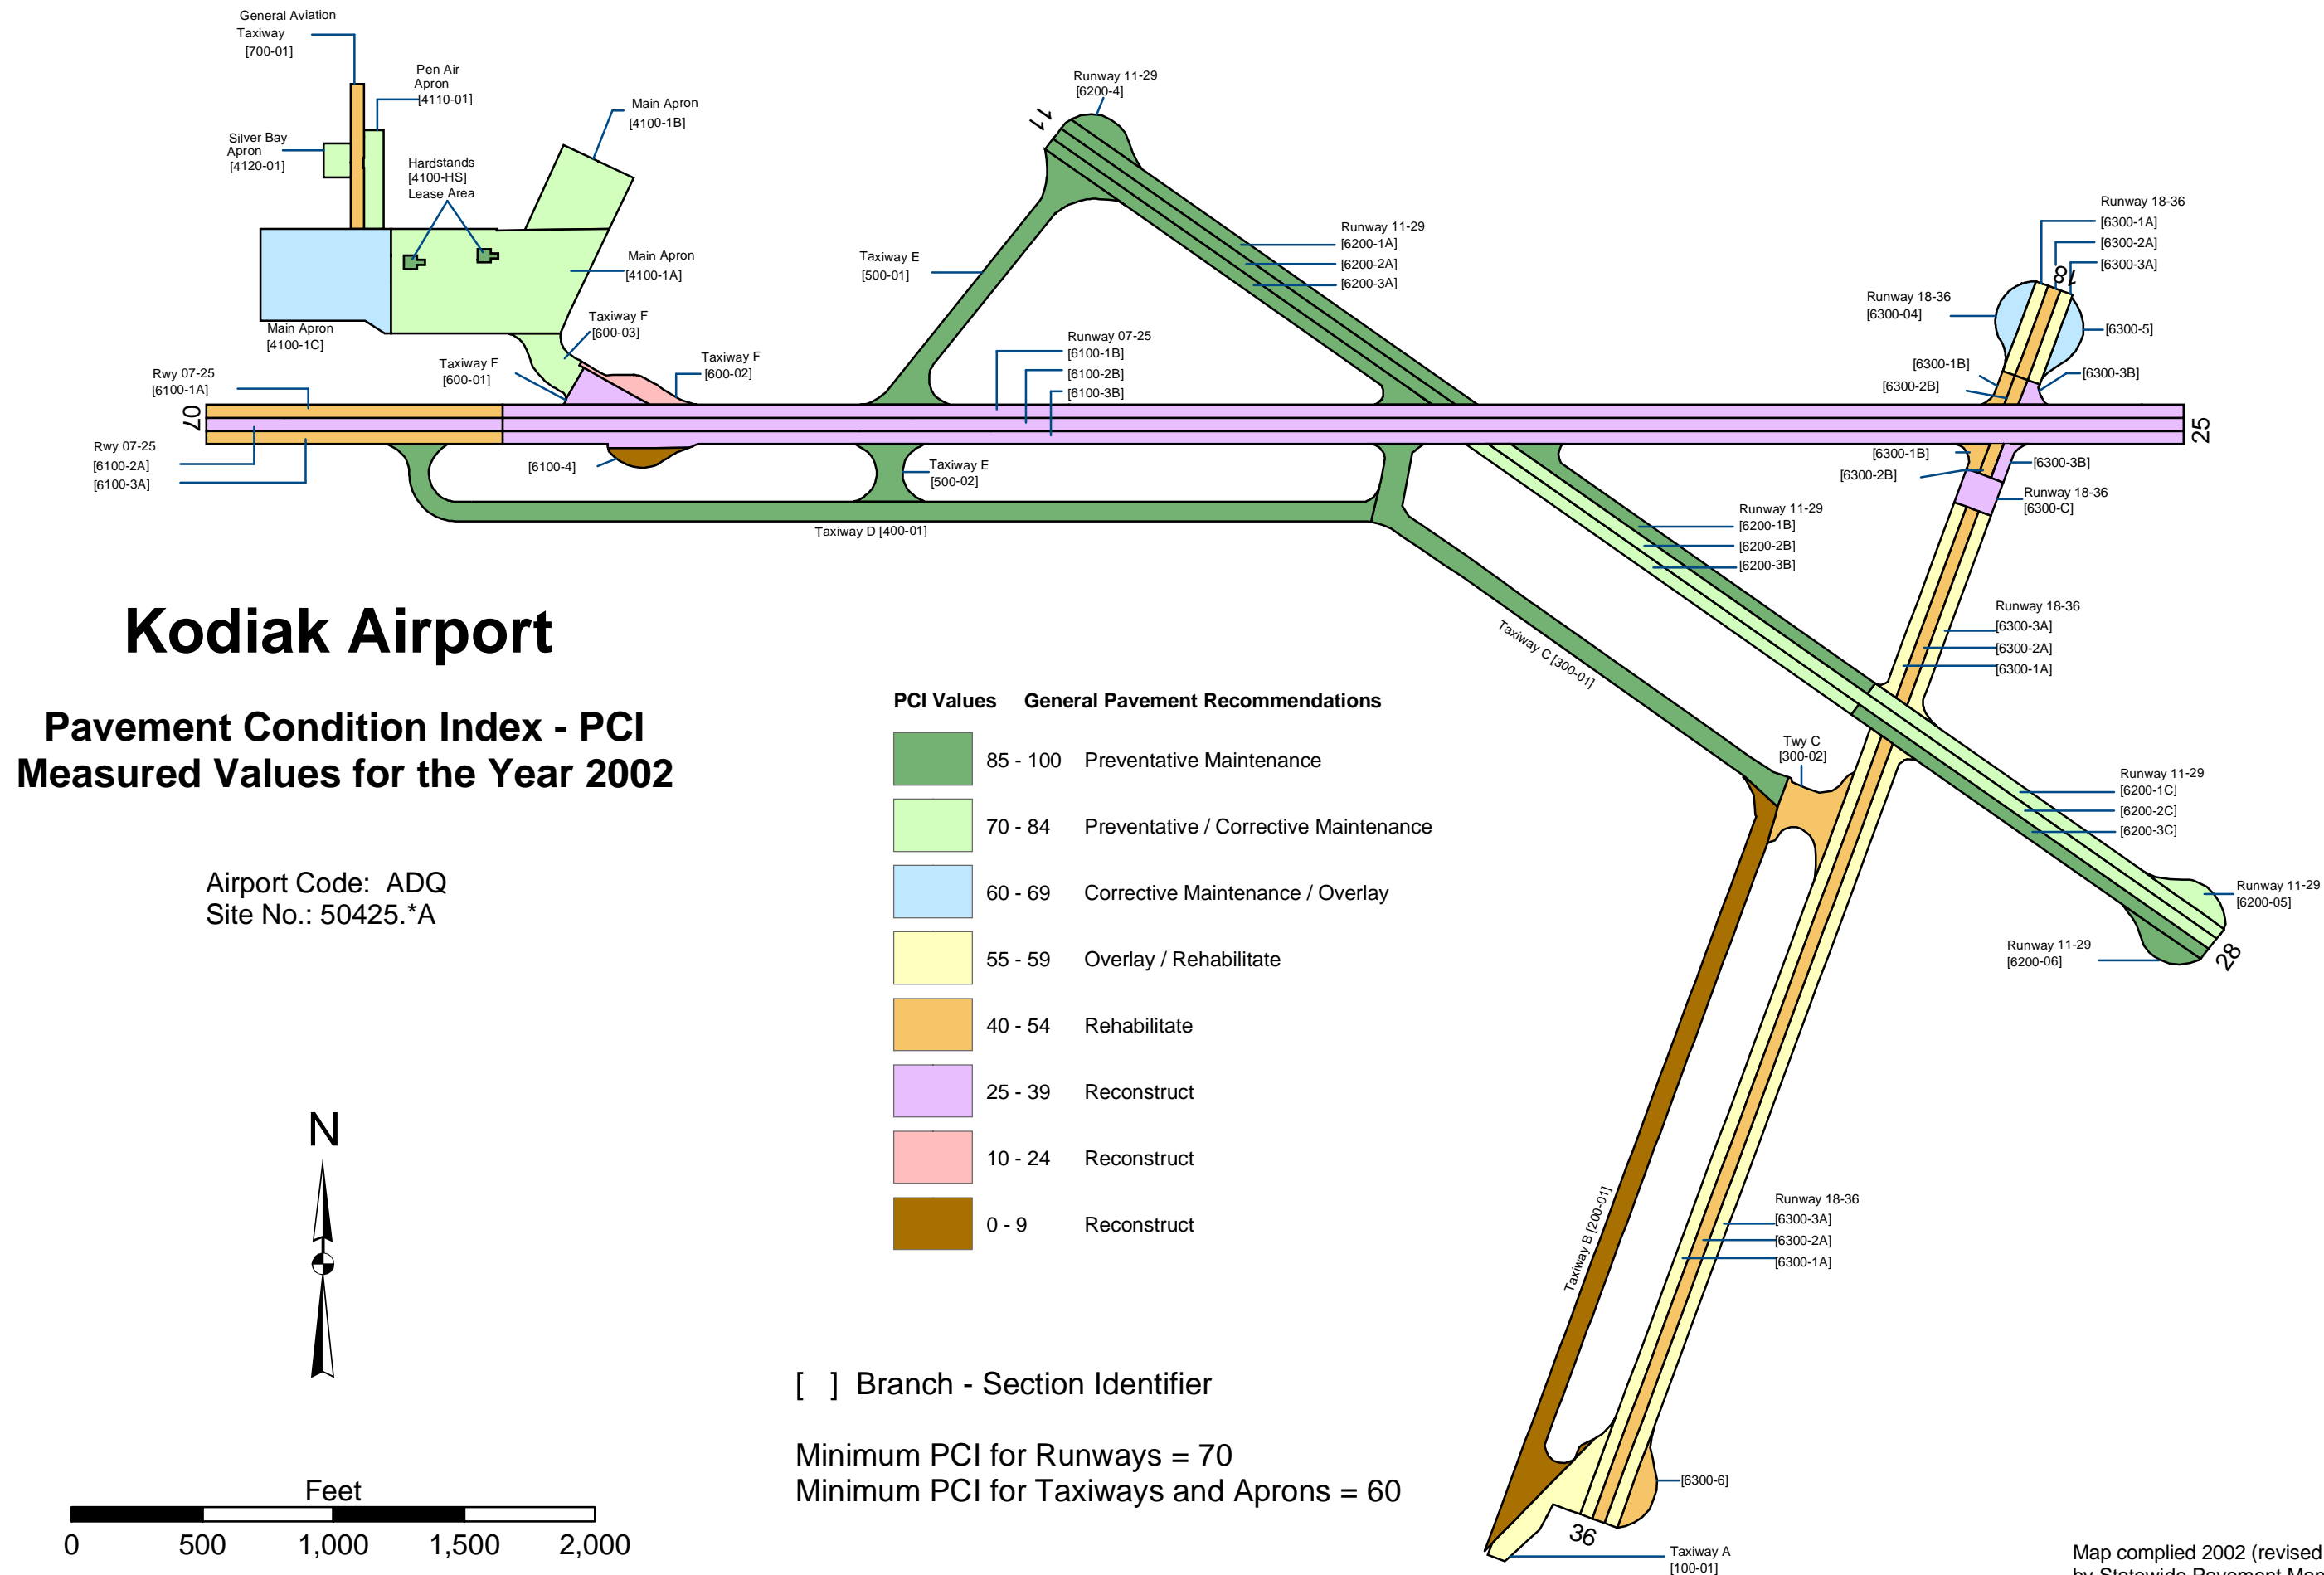 General Aviation
Taxiway
[700-01]
Pen Air
Apron
[4110-01]
Main Apron
[4100-1B]
Silver Bay
Apron
[4120-01]
Hardstands
[4100-HS]
Lease Area
Main Apron
[4100-1A]
Main Apron
[4100-1C]
Taxiway F
[600-03]
Taxiway F
[600-01]
Taxiway F
[600-02]
Rwy 07-25
[6100-1A]
07
Rwy 07-25
[6100-2A]
[6100-3A]
[6100-4]
Runway 11-29
[6200-4]
11
Taxiway E
[500-01]
Runway 11-29
[6200-1A]
[6200-2A]
[6200-3A]
Runway 07-25
[6100-1B]
[6100-2B]
[6100-3B]
Taxiway E
[500-02]
Taxiway D [400-01]
Runway 18-36
[6300-1A]
[6300-2A]
[6300-3A]
18
Runway 18-36
[6300-04]
[6300-5]
[6300-1B]
[6300-2B]
[6300-3B]
25
[6300-1B]
[6300-2B]
[6300-3B]
Runway 18-36
[6300-C]
Runway 11-29
[6200-1B]
[6200-2B]
[6200-3B]
Runway 18-36
[6300-3A]
[6300-2A]
[6300-1A]
Taxiway C [300-01]
Twy C
[300-02]
Runway 11-29
[6200-1C]
[6200-2C]
[6200-3C]
Runway 11-29
[6200-05]
Runway 11-29
[6200-06]
28
Taxiway B [200-01]
Runway 18-36
[6300-3A]
[6300-2A]
[6300-1A]
[6300-6]
36
Taxiway A
[100-01]
Kodiak Airport
Pavement Condition Index - PCI
Measured Values for the Year 2002
Airport Code: ADQ
Site No.: 50425.*A
N
Feet
0 500 1,000 1,500 2,000
PCI Values General Pavement Recommendations
85 - 100 Preventative Maintenance
70 - 84 Preventative / Corrective Maintenance
60 - 69 Corrective Maintenance / Overlay
55 - 59 Overlay / Rehabilitate
40 - 54 Rehabilitate
25 - 39 Reconstruct
10 - 24 Reconstruct
0 - 9 Reconstruct
[ ] Branch - Section Identifier
Minimum PCI for Runways = 70
Minimum PCI for Taxiways and Aprons = 60
Map complied 2002 (revised
by Statewide Pavement